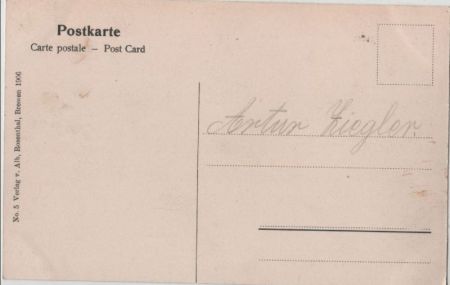 Postkarte
Carte postale – Post Card
Artur Ziegler
No. 5 Verlag v. Alb. Rosenthal, Bremen 1906